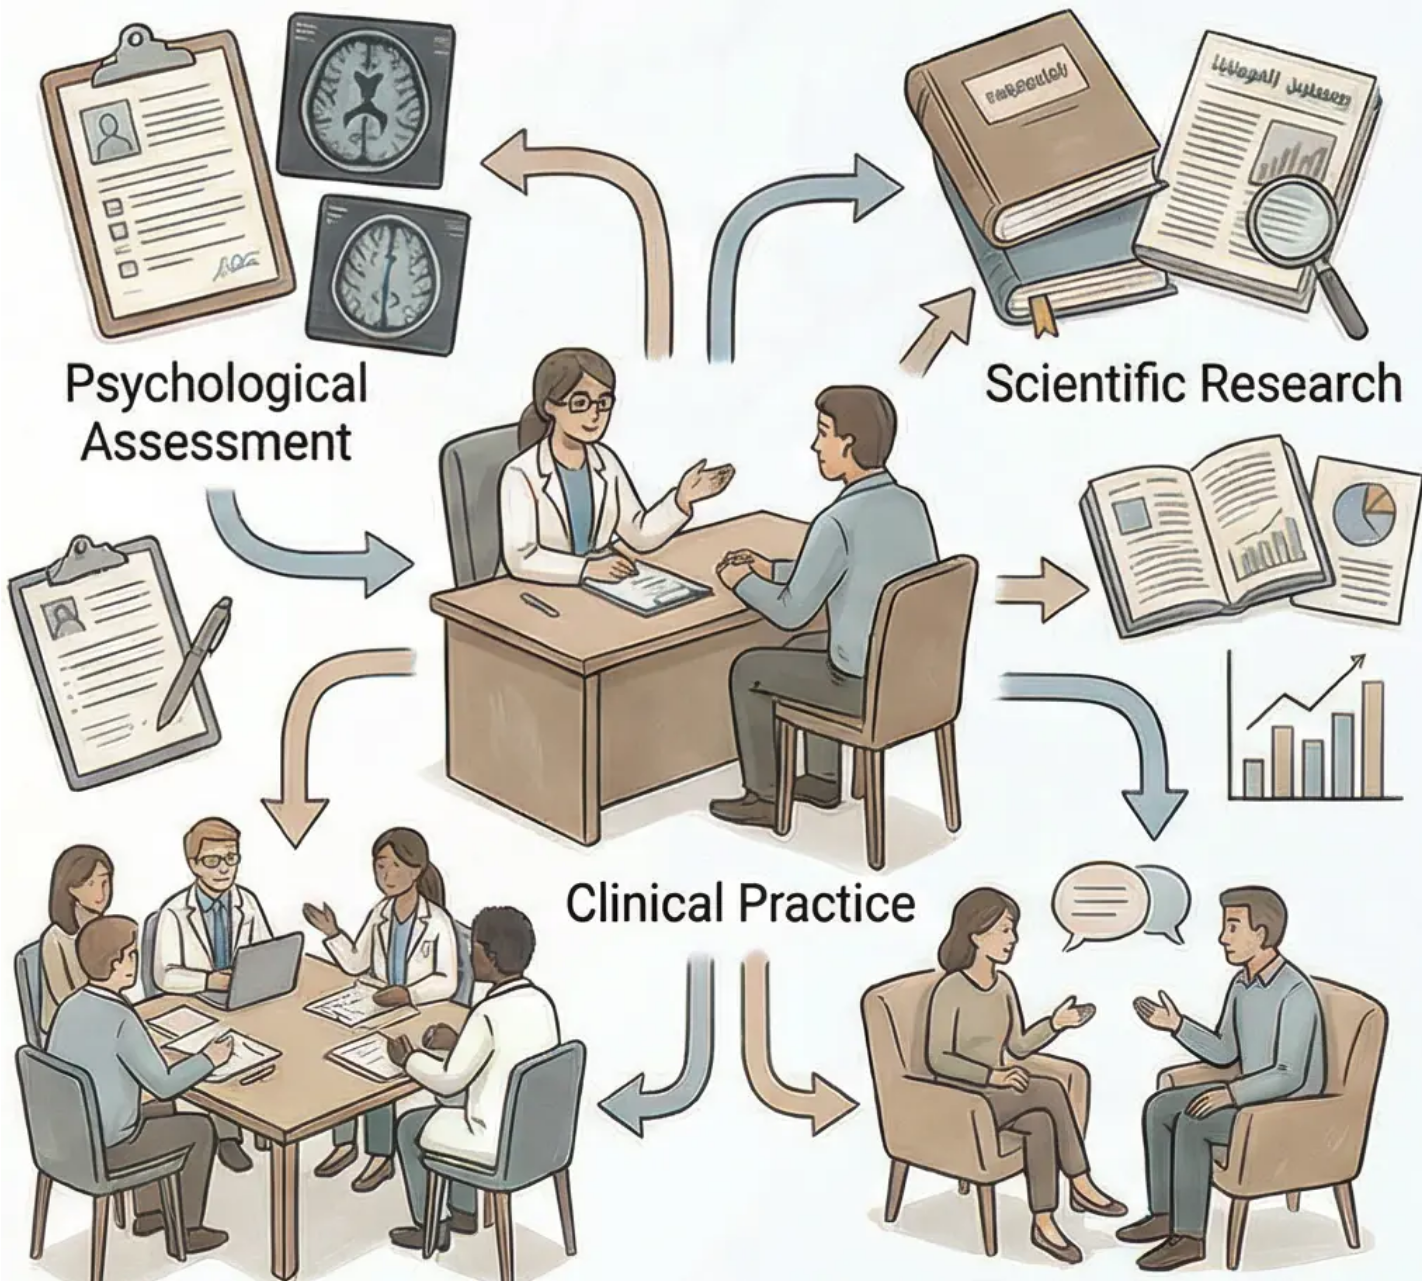 Psychological
Assessment
Scientific Research
Clinical Practice